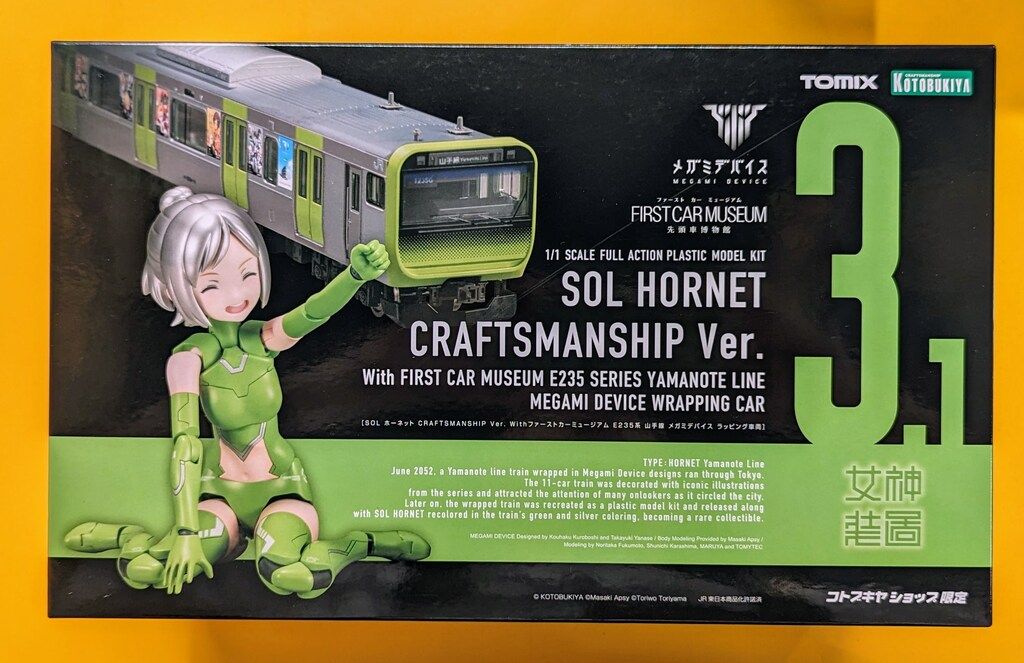 TOMIX
CRAFTSMANSHIP
KOTOBUKIYA
メガミデバイス
MEGAMI DEVICE
ファースト カー ミュージアム
FIRST CAR MUSEUM
先頭車博物館
1/1 SCALE FULL ACTION PLASTIC MODEL KIT
SOL HORNET
CRAFTSMANSHIP Ver.
With FIRST CAR MUSEUM E235 SERIES YAMANOTE LINE
MEGAMI DEVICE WRAPPING CAR
[SOL ホーネット CRAFTSMANSHIP Ver. Withファーストカーミュージアム E235系 山手線 メガミデバイス ラッピング車両]
3.1
山手線 Yamanote Line
1235G
TYPE:HORNET Yamanote Line
June 2052, a Yamanote line train wrapped in Megami Device designs ran through Tokyo.
The 11-car train was decorated with iconic illustrations
from the series and attracted the attention of many onlookers as it circled the city.
Later on, the wrapped train was recreated as a plastic model kit and released along
with SOL HORNET recolored in the train's green and silver coloring, becoming a rare collectible.
MEGAMI DEVICE Designed by Kouhaku Kuroboshi and Takayuki Yanase / Body Modeling Provided by Masaki Apsy /
Modeling by Noritaka Fukumoto, Shunichi Karashima, MARUYA and TOMYTEC
女神
装置
© KOTOBUKIYA ©Masaki Apsy ©Toriwo Toriyama
JR東日本商品化許諾済
コトブキヤショップ限定